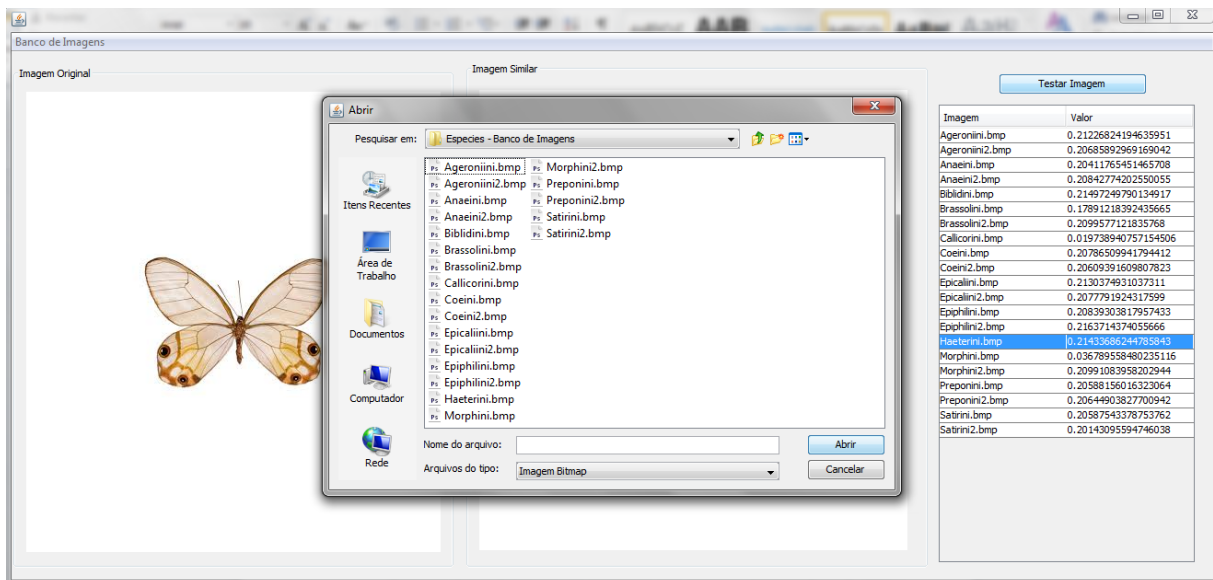 Banco de Imagens
Imagem Original
Imagem Similar
Testar Imagem
Abrir
Pesquisar em:
Especies - Banco de Imagens
Itens Recentes
Área de
Trabalho
Documentos
Computador
Rede
Ageroniini.bmp
Ageroniini2.bmp
Anaeini.bmp
Anaeini2.bmp
Biblidini.bmp
Brassolini.bmp
Brassolini2.bmp
Callicorini.bmp
Coeini.bmp
Coeini2.bmp
Epicaliini.bmp
Epicaliini2.bmp
Epiphilini.bmp
Epiphilini2.bmp
Haeterini.bmp
Morphini.bmp
Morphini2.bmp
Preponini.bmp
Preponini2.bmp
Satirini.bmp
Satirini2.bmp
Nome do arquivo:
Abrir
Arquivos do tipo:
Imagem Bitmap
Cancelar
Imagem Valor
Ageroniini.bmp 0.21226824194635951
Ageroniini2.bmp 0.20685892969169042
Anaeini.bmp 0.20411765451465708
Anaeini2.bmp 0.20842774202550055
Biblidini.bmp 0.21497249790134917
Brassolini.bmp 0.17891218392435665
Brassolini2.bmp 0.2099577121835768
Callicorini.bmp 0.019738940757154506
Coeini.bmp 0.20786509941794412
Coeini2.bmp 0.20609391609807823
Epicaliini.bmp 0.2130374931037311
Epicaliini2.bmp 0.2077791924317599
Epiphilini.bmp 0.20839303817957433
Epiphilini2.bmp 0.2163714374055666
Haeterini.bmp 0.21433686244785843
Morphini.bmp 0.036789558480235116
Morphini2.bmp 0.20991083958202944
Preponini.bmp 0.20588156016323064
Preponini2.bmp 0.20644903827700942
Satirini.bmp 0.20587543378753762
Satirini2.bmp 0.20143095594746038